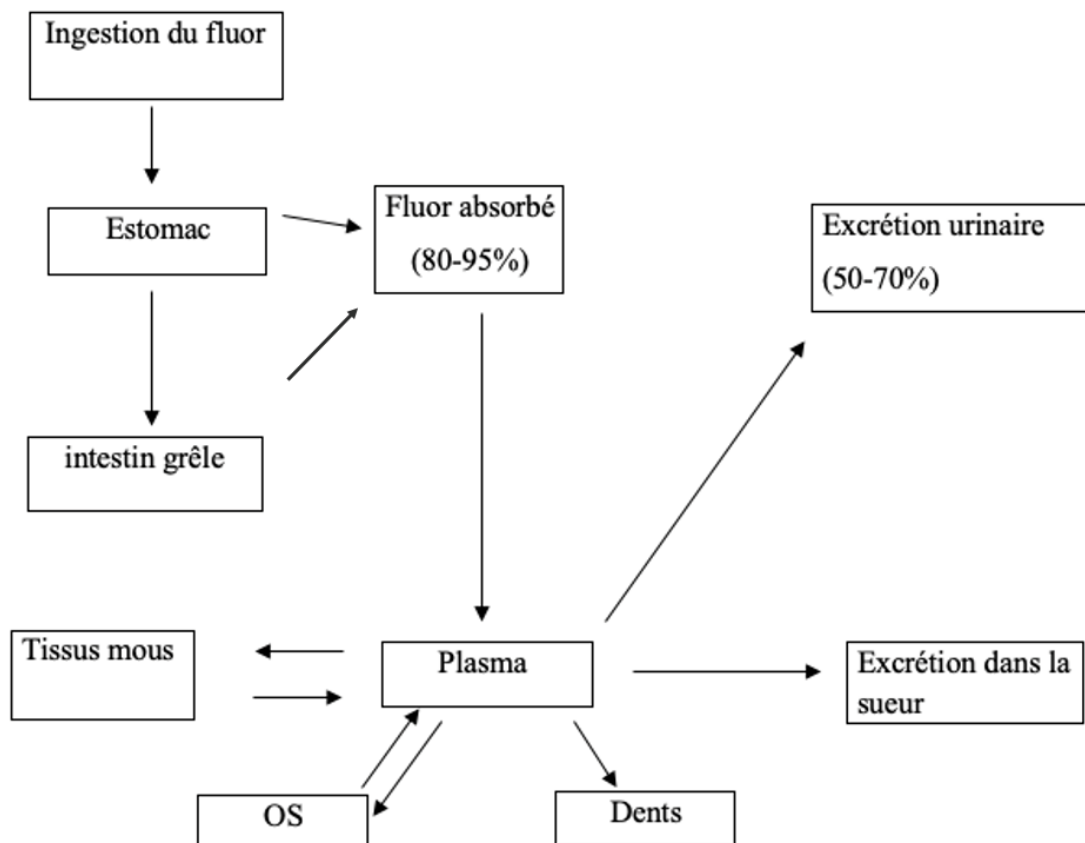 Ingestion du fluor
Estomac
Fluor absorbé
(80-95%)
Excrétion urinaire
(50-70%)
intestin grêle
Tissus mous
Plasma
Excrétion dans la
sueur
OS
Dents